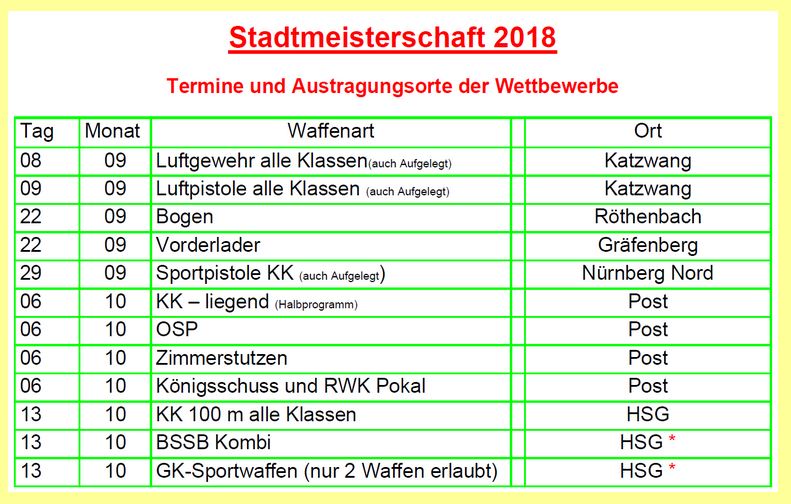 Stadtmeisterschaft 2018
Termine und Austragungsorte der Wettbewerbe
Tag Monat Waffenart Ort
08 09 Luftgewehr alle Klassen(auch Aufgelegt) Katzwang
09 09 Luftpistole alle Klassen (auch Aufgelegt) Katzwang
22 09 Bogen Röthenbach
22 09 Vorderlader Gräfenberg
29 09 Sportpistole KK (auch Aufgelegt) Nürnberg Nord
06 10 KK – liegend (Halbprogramm) Post
06 10 OSP Post
06 10 Zimmerstutzen Post
06 10 Königsschuss und RWK Pokal Post
13 10 KK 100 m alle Klassen HSG
13 10 BSSB Kombi HSG *
13 10 GK-Sportwaffen (nur 2 Waffen erlaubt) HSG *